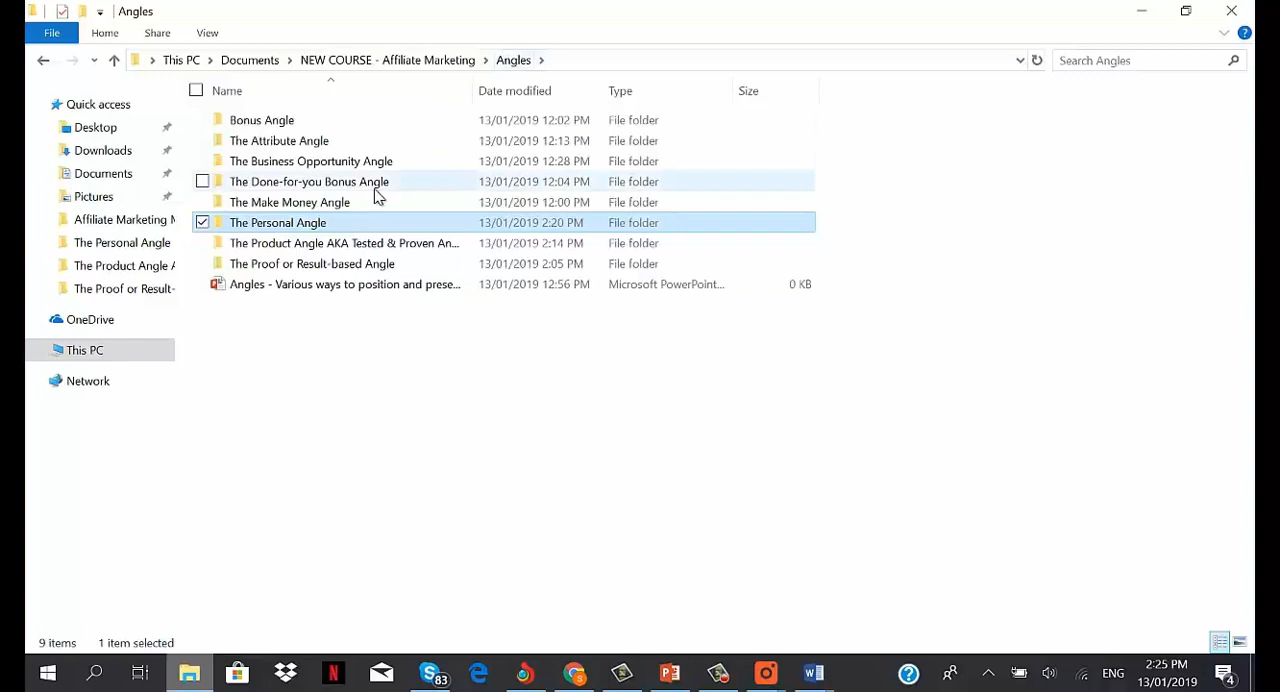 Angles
File Home Share View
This PC Documents NEW COURSE - Affiliate Marketing Angles Search Angles
Name Date modified Type Size
Quick access
Desktop
Downloads
Documents
Pictures
Affiliate Marketing
The Personal Angle
The Product Angle
The Proof or Result-
OneDrive
This PC
Network
Bonus Angle 13/01/2019 12:02 PM File folder
The Attribute Angle 13/01/2019 12:13 PM File folder
The Business Opportunity Angle 13/01/2019 12:28 PM File folder
The Done-for-you Bonus Angle 13/01/2019 12:04 PM File folder
The Make Money Angle 13/01/2019 12:00 PM File folder
The Personal Angle 13/01/2019 2:20 PM File folder
The Product Angle AKA Tested & Proven An... 13/01/2019 2:14 PM File folder
The Proof or Result-based Angle 13/01/2019 2:05 PM File folder
Angles - Various ways to position and prese... 13/01/2019 12:56 PM Microsoft PowerPoint... 0 KB
9 items 1 item selected
83
ENG
2:25 PM
13/01/2019
4